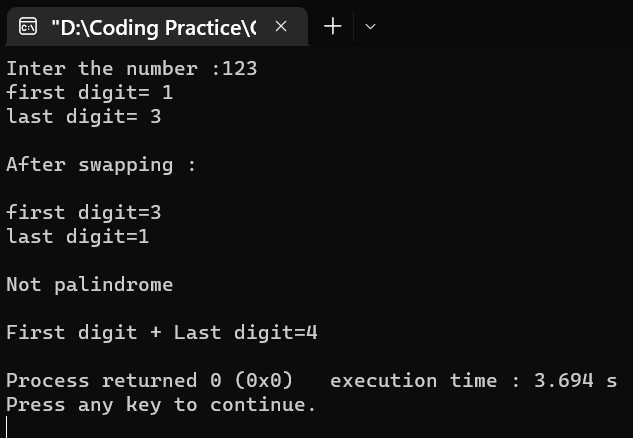 "D:\Coding Practice\C
Inter the number :123
first digit= 1
last digit= 3
After swapping :
first digit=3
last digit=1
Not palindrome
First digit + Last digit=4
Process returned 0 (0x0)   execution time : 3.694 s
Press any key to continue.